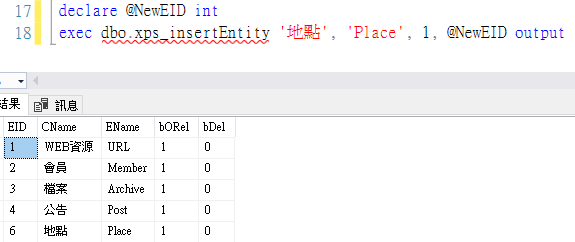 17 declare @NewEID int
18 exec dbo.xps_insertEntity '地點', 'Place', 1, @NewEID output
結果 訊息
EID CName EName bORel bDel
1 WEB資源 URL 1 0
2 會員 Member 1 0
3 檔案 Archive 1 0
4 公告 Post 1 0
6 地點 Place 1 0